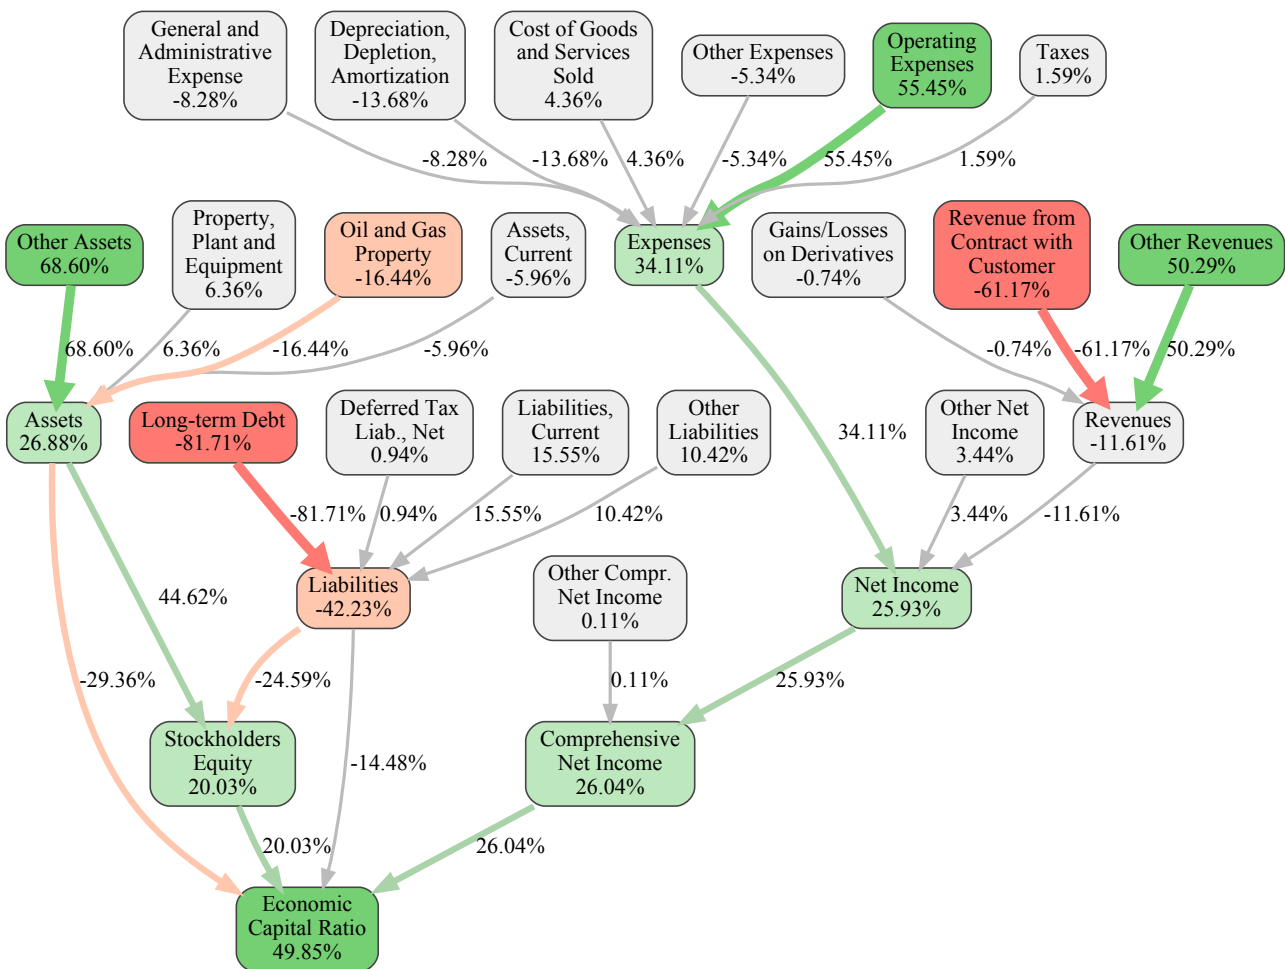 General and
Administrative
Expense
-8.28%
Depreciation,
Depletion,
Amortization
-13.68%
Cost of Goods
and Services
Sold
4.36%
Other Expenses
-5.34%
Operating
Expenses
55.45%
Taxes
1.59%
-8.28%
-13.68%
4.36%
-5.34%
55.45%
1.59%
Other Assets
68.60%
Property,
Plant and
Equipment
6.36%
Oil and Gas
Property
-16.44%
Assets,
Current
-5.96%
Expenses
34.11%
Gains/Losses
on Derivatives
-0.74%
Revenue from
Contract with
Customer
-61.17%
Other Revenues
50.29%
68.60%
6.36%
-16.44%
-5.96%
-0.74%
-61.17%
50.29%
Assets
26.88%
Long-term Debt
-81.71%
Deferred Tax
Liab., Net
0.94%
Liabilities,
Current
15.55%
Other
Liabilities
10.42%
34.11%
Other Net
Income
3.44%
Revenues
-11.61%
-81.71%
0.94%
15.55%
10.42%
3.44%
-11.61%
44.62%
Liabilities
-42.23%
Other Compr.
Net Income
0.11%
Net Income
25.93%
-29.36%
-24.59%
0.11%
25.93%
Stockholders
Equity
20.03%
-14.48%
Comprehensive
Net Income
26.04%
20.03%
26.04%
Economic
Capital Ratio
49.85%